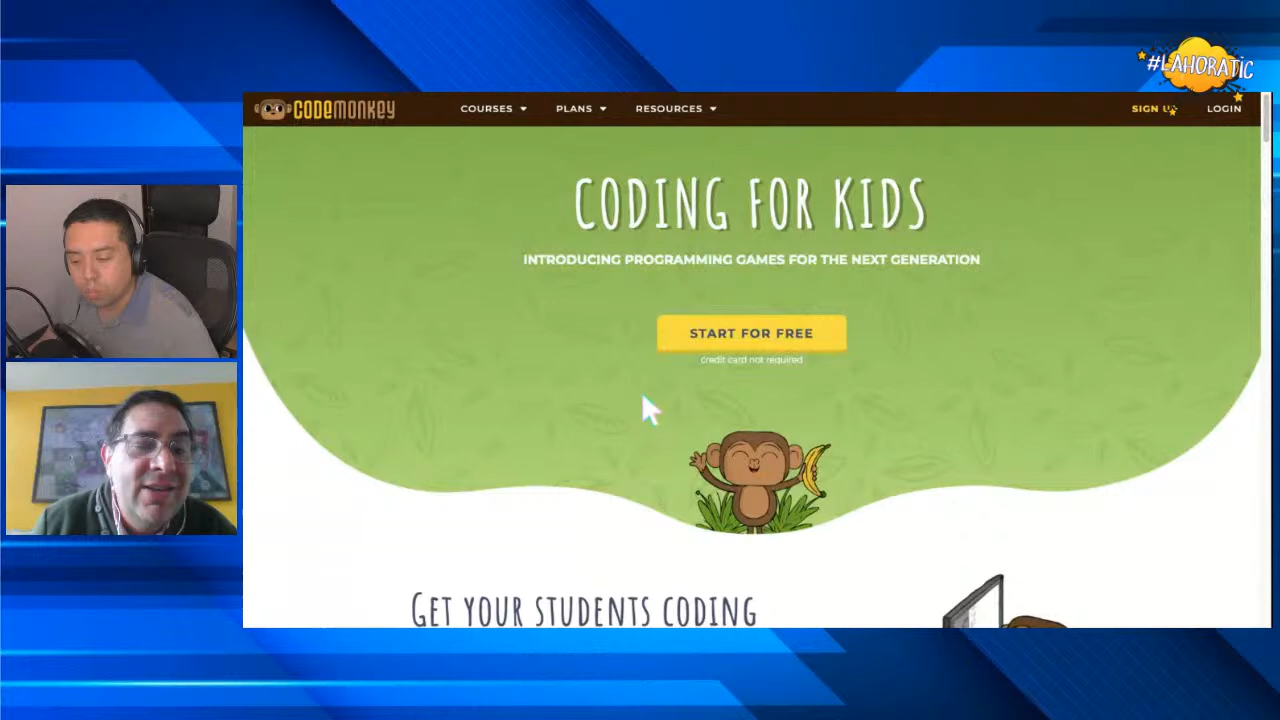 #LAHORATIC
CODEMONKEY
COURSES
PLANS
RESOURCES
SIGN UP
LOGIN
CODING FOR KIDS
INTRODUCING PROGRAMMING GAMES FOR THE NEXT GENERATION
START FOR FREE
credit card not required
GET YOUR STUDENTS CODING